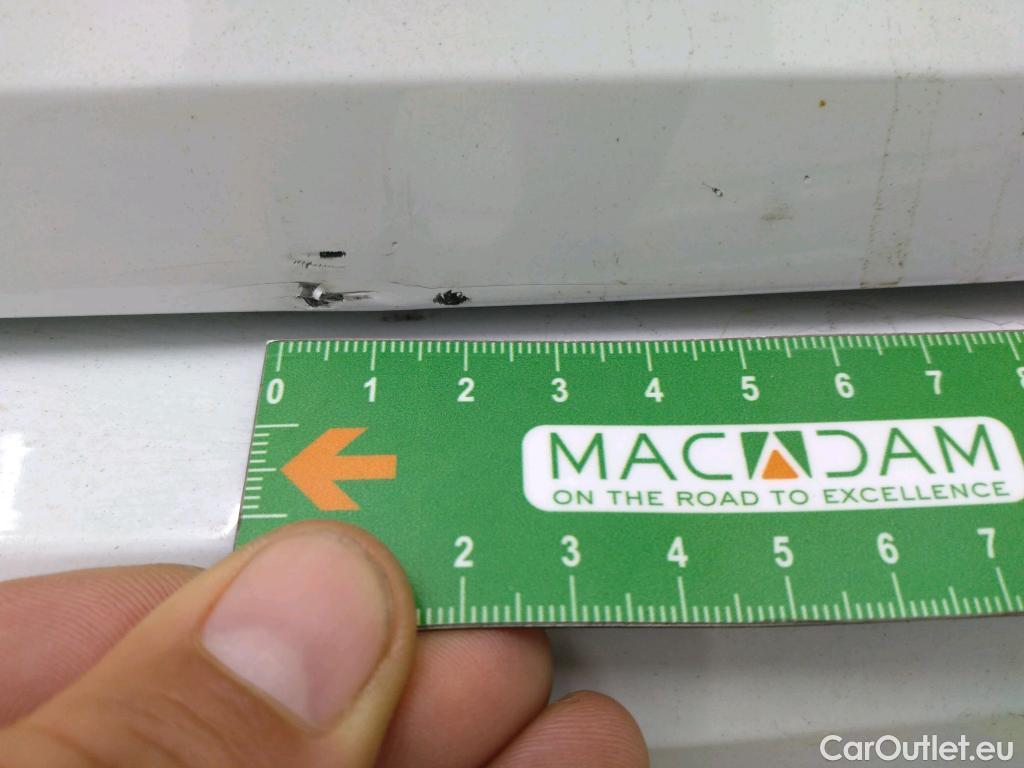 0 1 2 3 4 5 6 7 8
MACADAM
ON THE ROAD TO EXCELLENCE
2 3 4 5 6 7
CarOutlet.eu